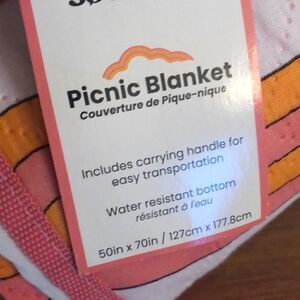 Picnic Blanket
Couverture de Pique-nique
Includes carrying handle for
easy transportation
Water resistant bottom
résistant à l'eau
50in x 70in / 127cm x 177.8cm